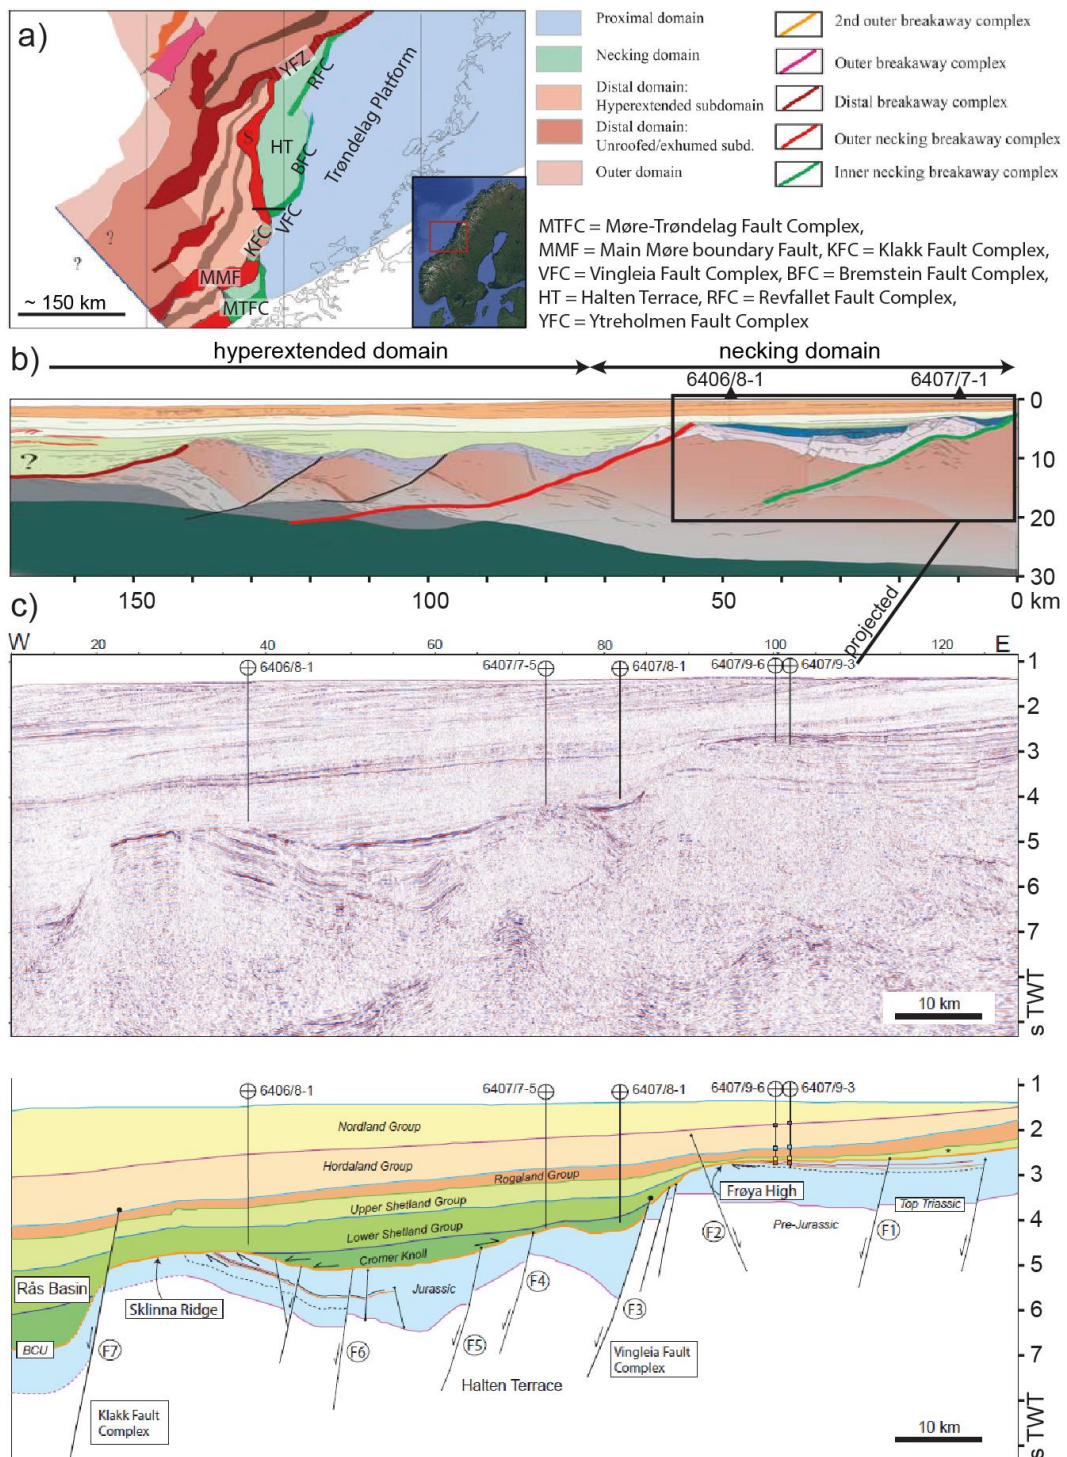 a)
YFZ
RFC
Trøndelag Platform
HT
BFC
VFC
KFC
MMF
MTFC
S
?
?
~ 150 km
Proximal domain
Necking domain
Distal domain:
Hyperextended subdomain
Distal domain:
Unroofed/exhumed subd.
Outer domain
2nd outer breakaway complex
Outer breakaway complex
Distal breakaway complex
Outer necking breakaway complex
Inner necking breakaway complex
MTFC = Møre-Trøndelag Fault Complex,
MMF = Main Møre boundary Fault, KFC = Klakk Fault Complex,
VFC = Vingleia Fault Complex, BFC = Bremstein Fault Complex,
HT = Halten Terrace, RFC = Revfallet Fault Complex,
YFC = Ytreholmen Fault Complex
b)
hyperextended domain
necking domain
6406/8-1
6407/7-1
?
0
10
20
30
150
100
50
0 km
projected
c)
W
20
40
60
80
100
120
E
6406/8-1
6407/7-5
6407/8-1
6407/9-6
6407/9-3
1
2
3
4
5
6
7
s TWT
10 km
6406/8-1
6407/7-5
6407/8-1
6407/9-6
6407/9-3
1
2
3
4
5
6
7
s TWT
Nordland Group
Hordaland Group
Rogaland Group
Upper Shetland Group
Lower Shetland Group
Cromer Knoll
Jurassic
Frøya High
Top Triassic
Pre-Jurassic
*
F2
F1
Rås Basin
Sklinna Ridge
BCU
F7
F6
F5
F4
F3
Vingleia Fault
Complex
Halten Terrace
Klakk Fault
Complex
10 km